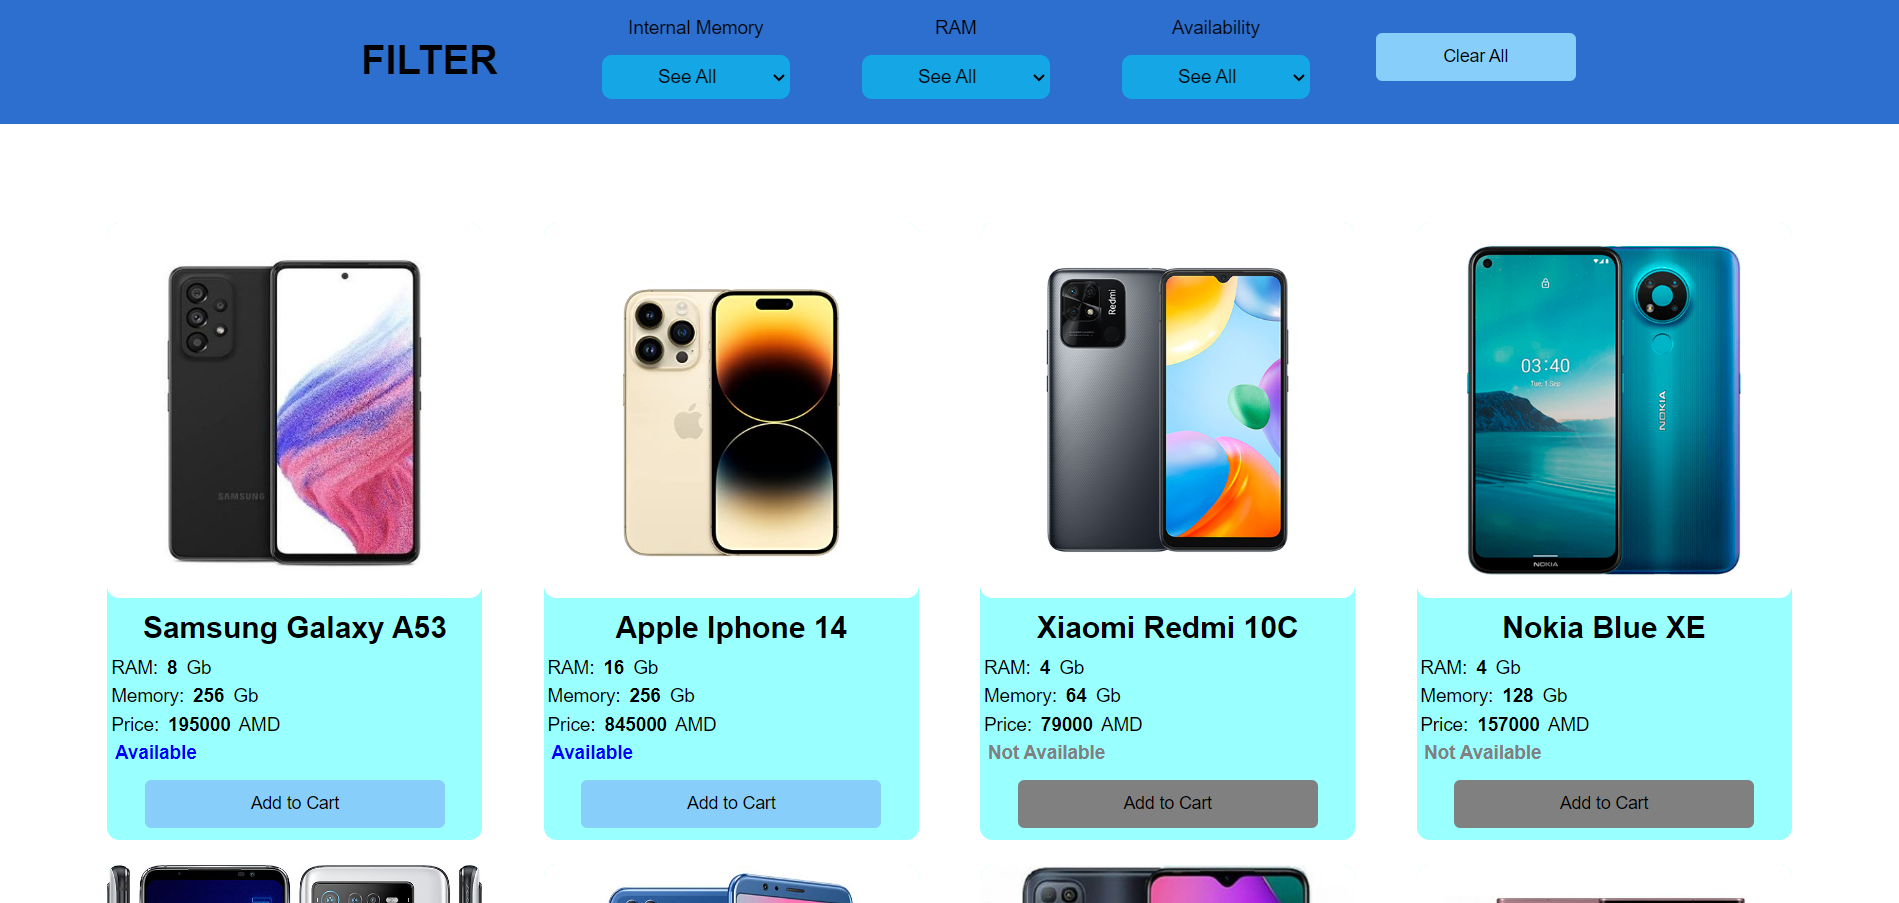 FILTER
Internal Memory
See All
RAM
See All
Availability
See All
Clear All
SAMSUNG
Redmi
03:40
Tue, 1 Sep
NOKIA
NOKIA
Samsung Galaxy A53
RAM: 8 Gb
Memory: 256 Gb
Price: 195000 AMD
Available
Add to Cart
Apple Iphone 14
RAM: 16 Gb
Memory: 256 Gb
Price: 845000 AMD
Available
Add to Cart
Xiaomi Redmi 10C
RAM: 4 Gb
Memory: 64 Gb
Price: 79000 AMD
Not Available
Add to Cart
Nokia Blue XE
RAM: 4 Gb
Memory: 128 Gb
Price: 157000 AMD
Not Available
Add to Cart